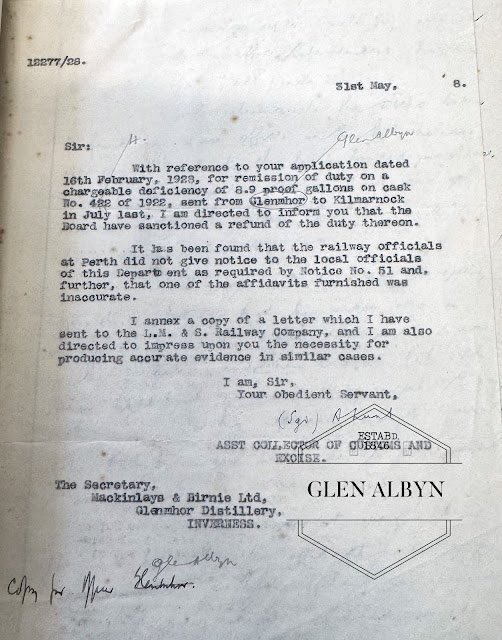 12277/28.
31st May, 8.
Glen Albyn
Sir:
With reference to your application dated
16th February, 1928, for remission of duty on a
chargeable deficiency of 8.9 proof gallons on cask
No. 422 of 1922, sent from Glenmhor to Kilmarnock
in July last, I am directed to inform you that the
Board have sanctioned a refund of the duty thereon.
It has been found that the railway officials
at Perth did not give notice to the local officials
of this Department as required by Notice No. 51 and,
further, that one of the affidavits furnished was
inaccurate.
I annex a copy of a letter which I have
sent to the L.M. & S. Railway Company, and I am also
directed to impress upon you the necessity for
producing accurate evidence in similar cases.
I am, Sir,
Your obedient Servant,
(Sgd) A
ASST COLLECTOR OF CUSTOMS AND
EXCISE.
ESTABD
1846
GLEN ALBYN
The Secretary,
Mackinlays & Birnie Ltd,
Glenmhor Distillery,
INVERNESS.
Glen Albyn
Copy for Glenmhor.